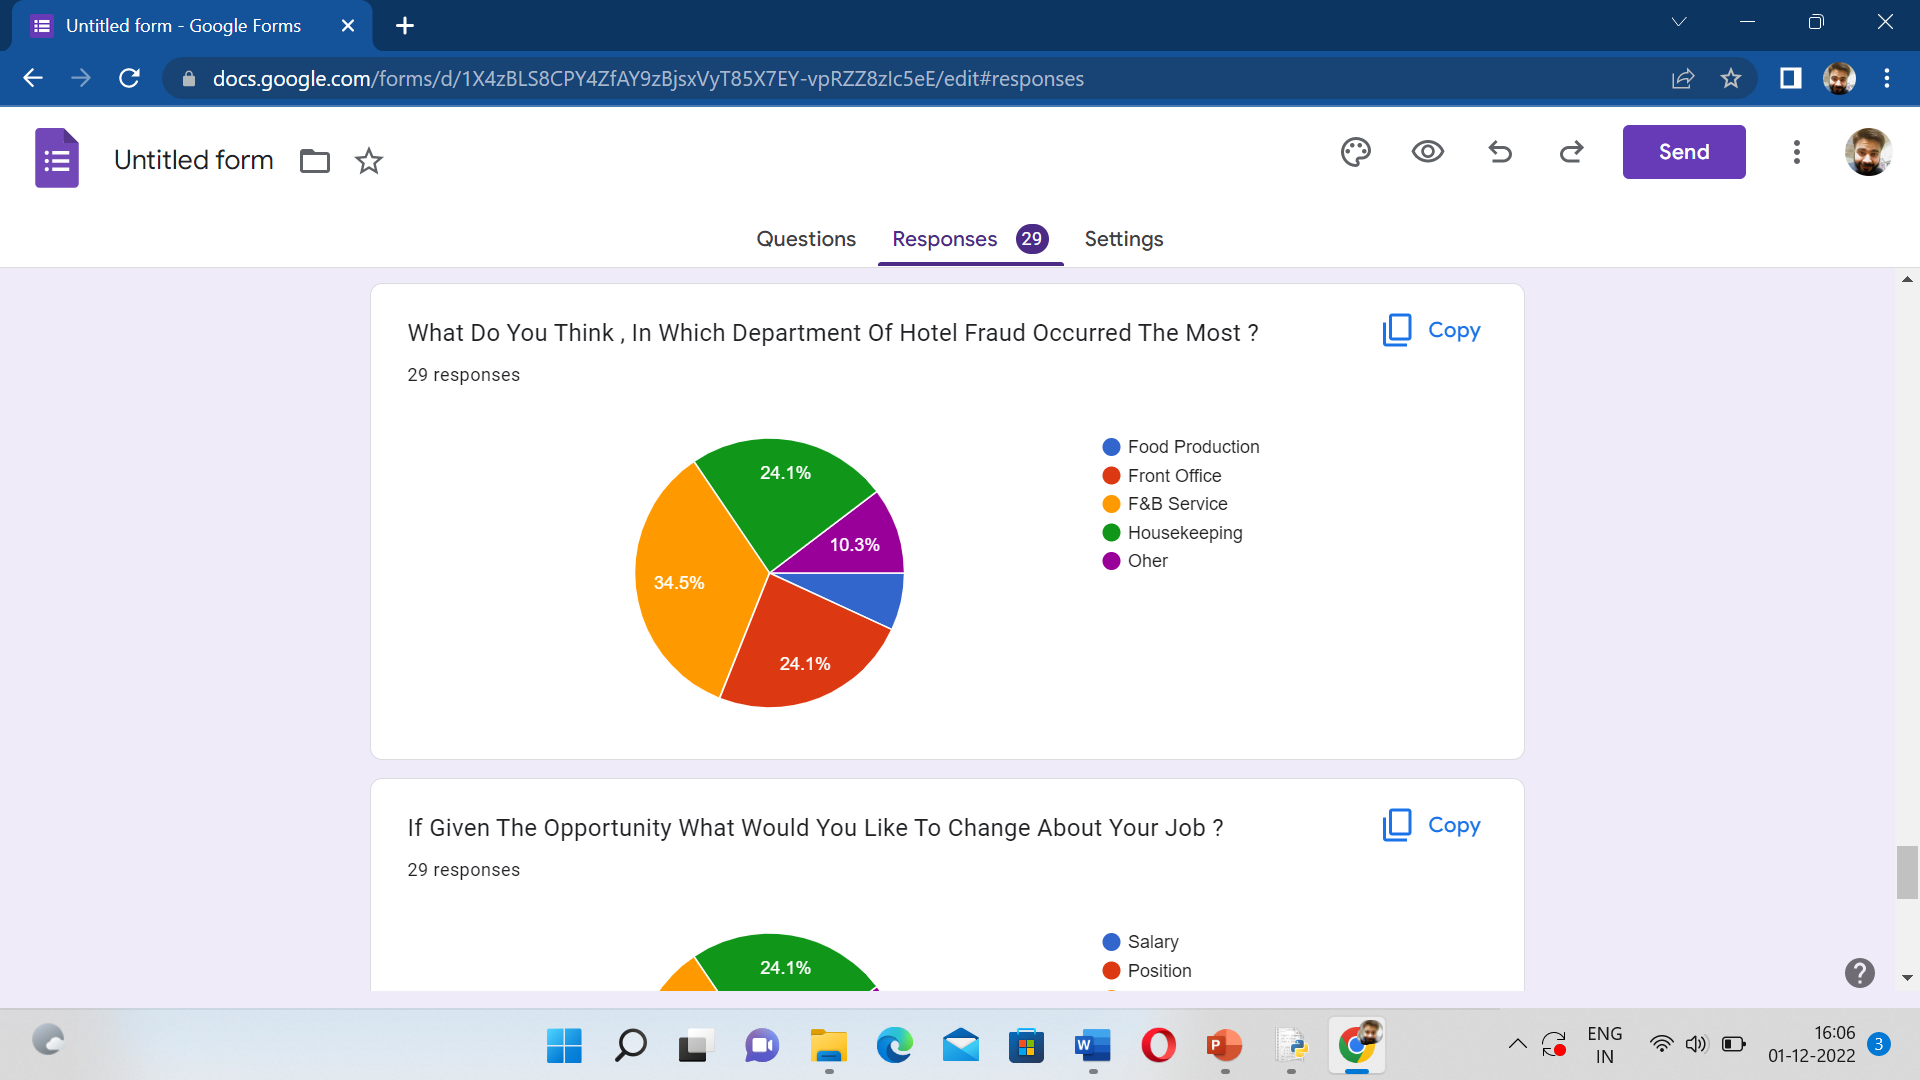 Untitled form - Google Forms
docs.google.com/forms/d/1X4zBLS8CPY4ZfAY9zBjsxVyT85X7EY-vpRZZ8zIc5eE/edit#responses
Untitled form
Send
Questions Responses 29 Settings
What Do You Think , In Which Department Of Hotel Fraud Occurred The Most ?
Copy
29 responses
24.1%
10.3%
34.5%
24.1%
Food Production
Front Office
F&B Service
Housekeeping
Oher
If Given The Opportunity What Would You Like To Change About Your Job ?
Copy
29 responses
24.1%
Salary
Position
W
P
ENG
IN
16:06
01-12-2022
3